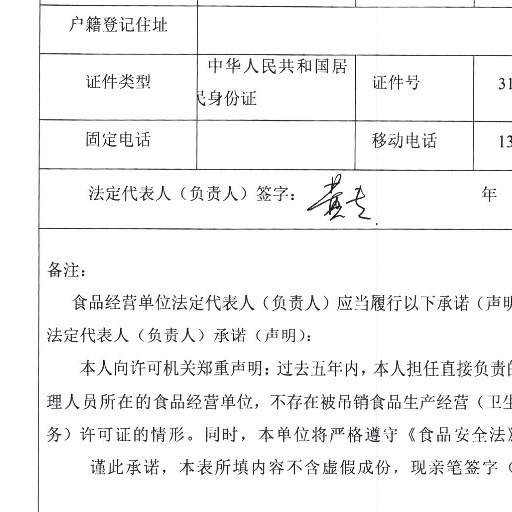 户籍登记住址
证件类型 中华人民共和国居民身份证 证件号 31
固定电话 移动电话 13
法定代表人（负责人）签字： 年
备注：
食品经营单位法定代表人（负责人）应当履行以下承诺（声明
法定代表人（负责人）承诺（声明）：
本人向许可机关郑重声明：过去五年内，本人担任直接负责的
理人员所在的食品经营单位，不存在被吊销食品生产经营（卫生
务）许可证的情形。同时，本单位将严格遵守《食品安全法》
谨此承诺，本表所填内容不含虚假成份，现亲笔签字（